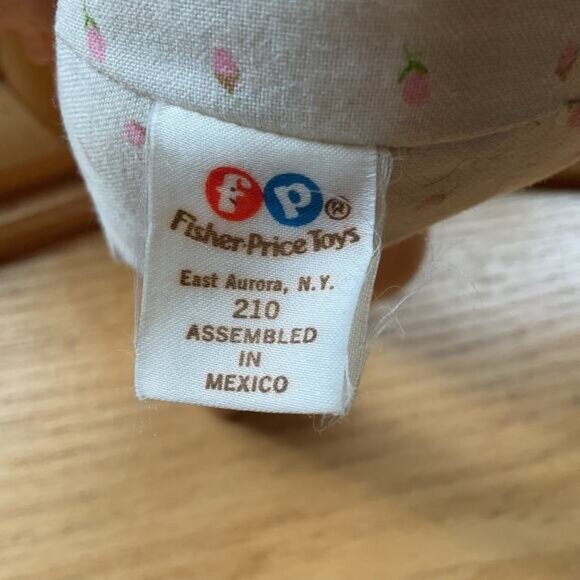 fp®
Fisher-Price Toys
East Aurora, N.Y.
210
ASSEMBLED
IN
MEXICO